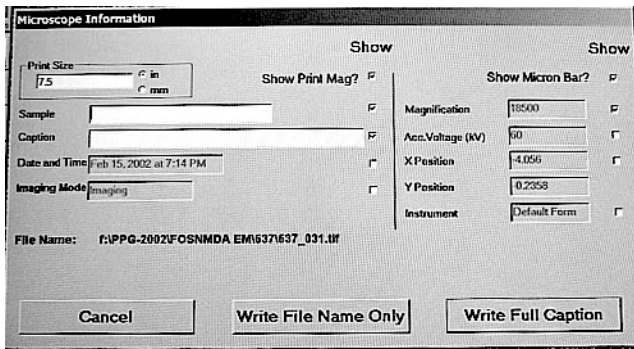 Microscope Information
Show
Show
Print Size
7.5
in
mm
Show Print Mag?
Show Micron Bar?
Sample
Magnification
18500
Caption
Acc.Voltage (kV)
60
Date and Time
Feb 15, 2002 at 7:14 PM
X Position
-4.056
Imaging Mode
Imaging
Y Position
-0.2358
Instrument
Default Form
File Name: f:\PPG-2002\FOSNMDA EM\637\637_031.tif
Cancel
Write File Name Only
Write Full Caption